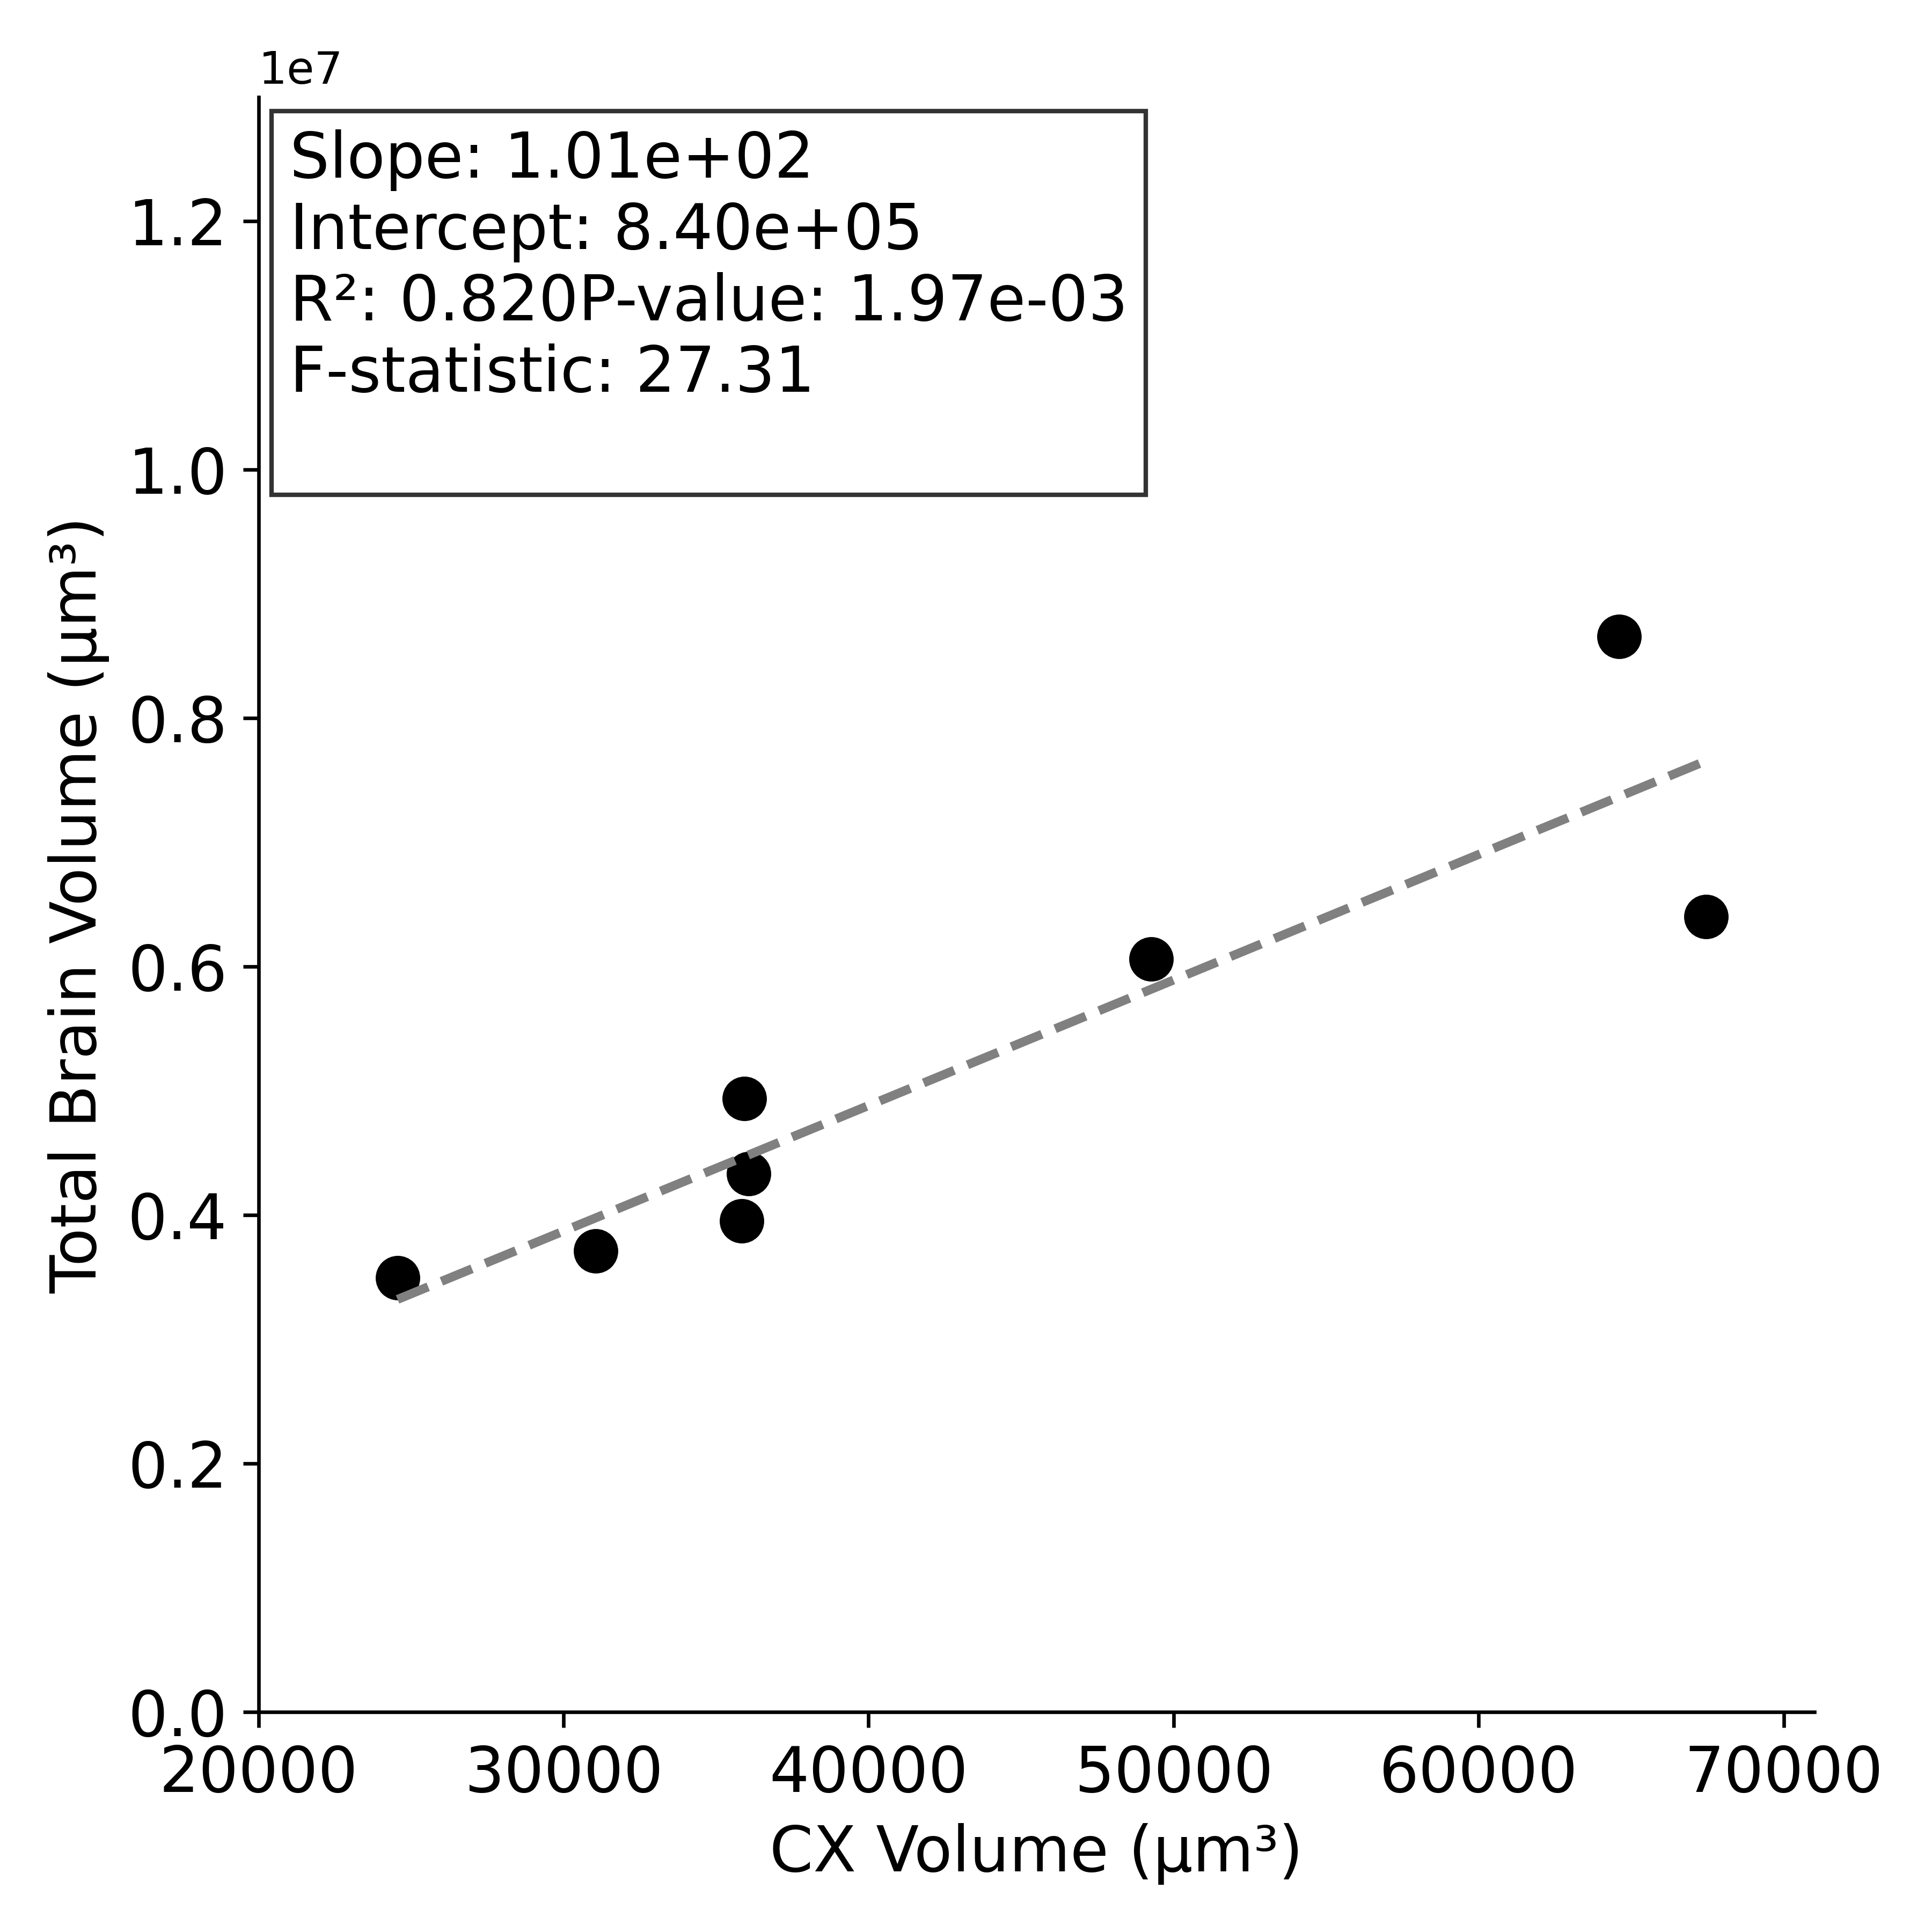 1e7
Slope: 1.01e+02
Intercept: 8.40e+05
R²: 0.820P-value: 1.97e-03
F-statistic: 27.31
1.2
1.0
0.8
0.6
0.4
0.2
0.0
Total Brain Volume (μm³)
20000 30000 40000 50000 60000 70000
CX Volume (μm³)